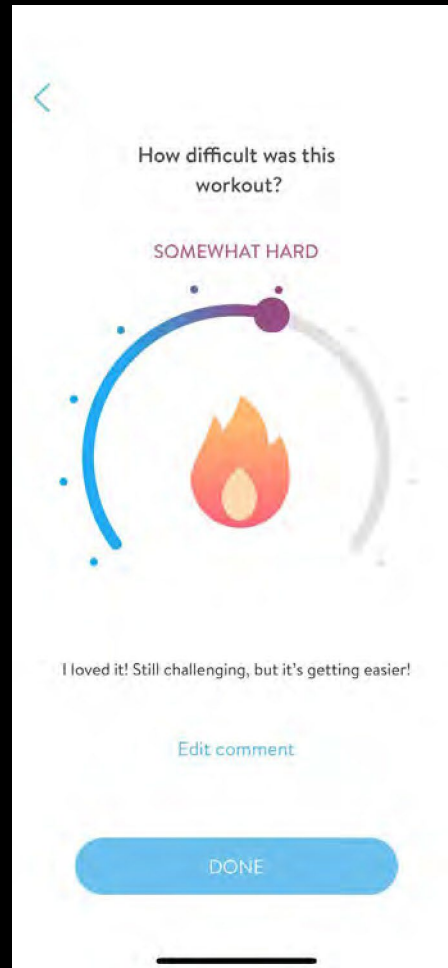 How difficult was this
workout?
SOMEWHAT HARD
I loved it! Still challenging, but it's getting easier!
Edit comment
DONE